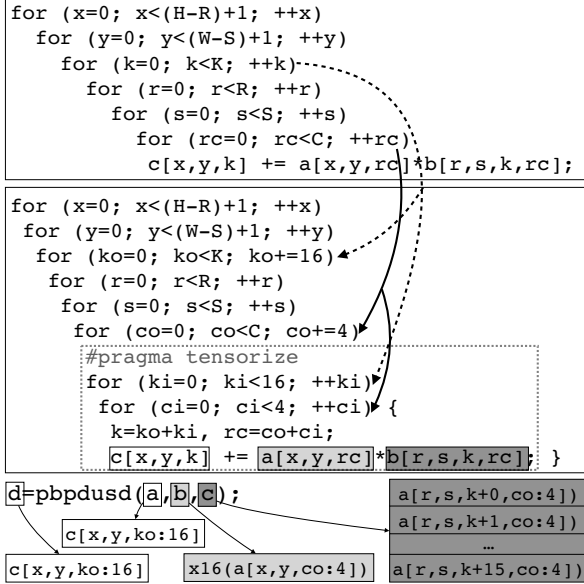 for (x=0; x<(H-R)+1; ++x)
for (y=0; y<(W-S)+1; ++y)
for (k=0; k<K; ++k)
for (r=0; r<R; ++r)
for (s=0; s<S; ++s)
for (rc=0; rc<C; ++rc)
c[x,y,k] += a[x,y,rc]*b[r,s,k,rc];
for (x=0; x<(H-R)+1; ++x)
for (y=0; y<(W-S)+1; ++y)
for (ko=0; ko<K; ko+=16)
for (r=0; r<R; ++r)
for (s=0; s<S; ++s)
for (co=0; co<C; co+=4)
#pragma tensorize
for (ki=0; ki<16; ++ki)
for (ci=0; ci<4; ++ci) {
k=ko+ki, rc=co+ci;
c[x,y,k] += a[x,y,rc]*b[r,s,k,rc]; }
d=pbpdusd(a,b,c);
c[x,y,ko:16]
c[x,y,ko:16]
x16(a[x,y,co:4])
a[r,s,k+0,co:4])
a[r,s,k+1,co:4])
…
a[r,s,k+15,co:4])